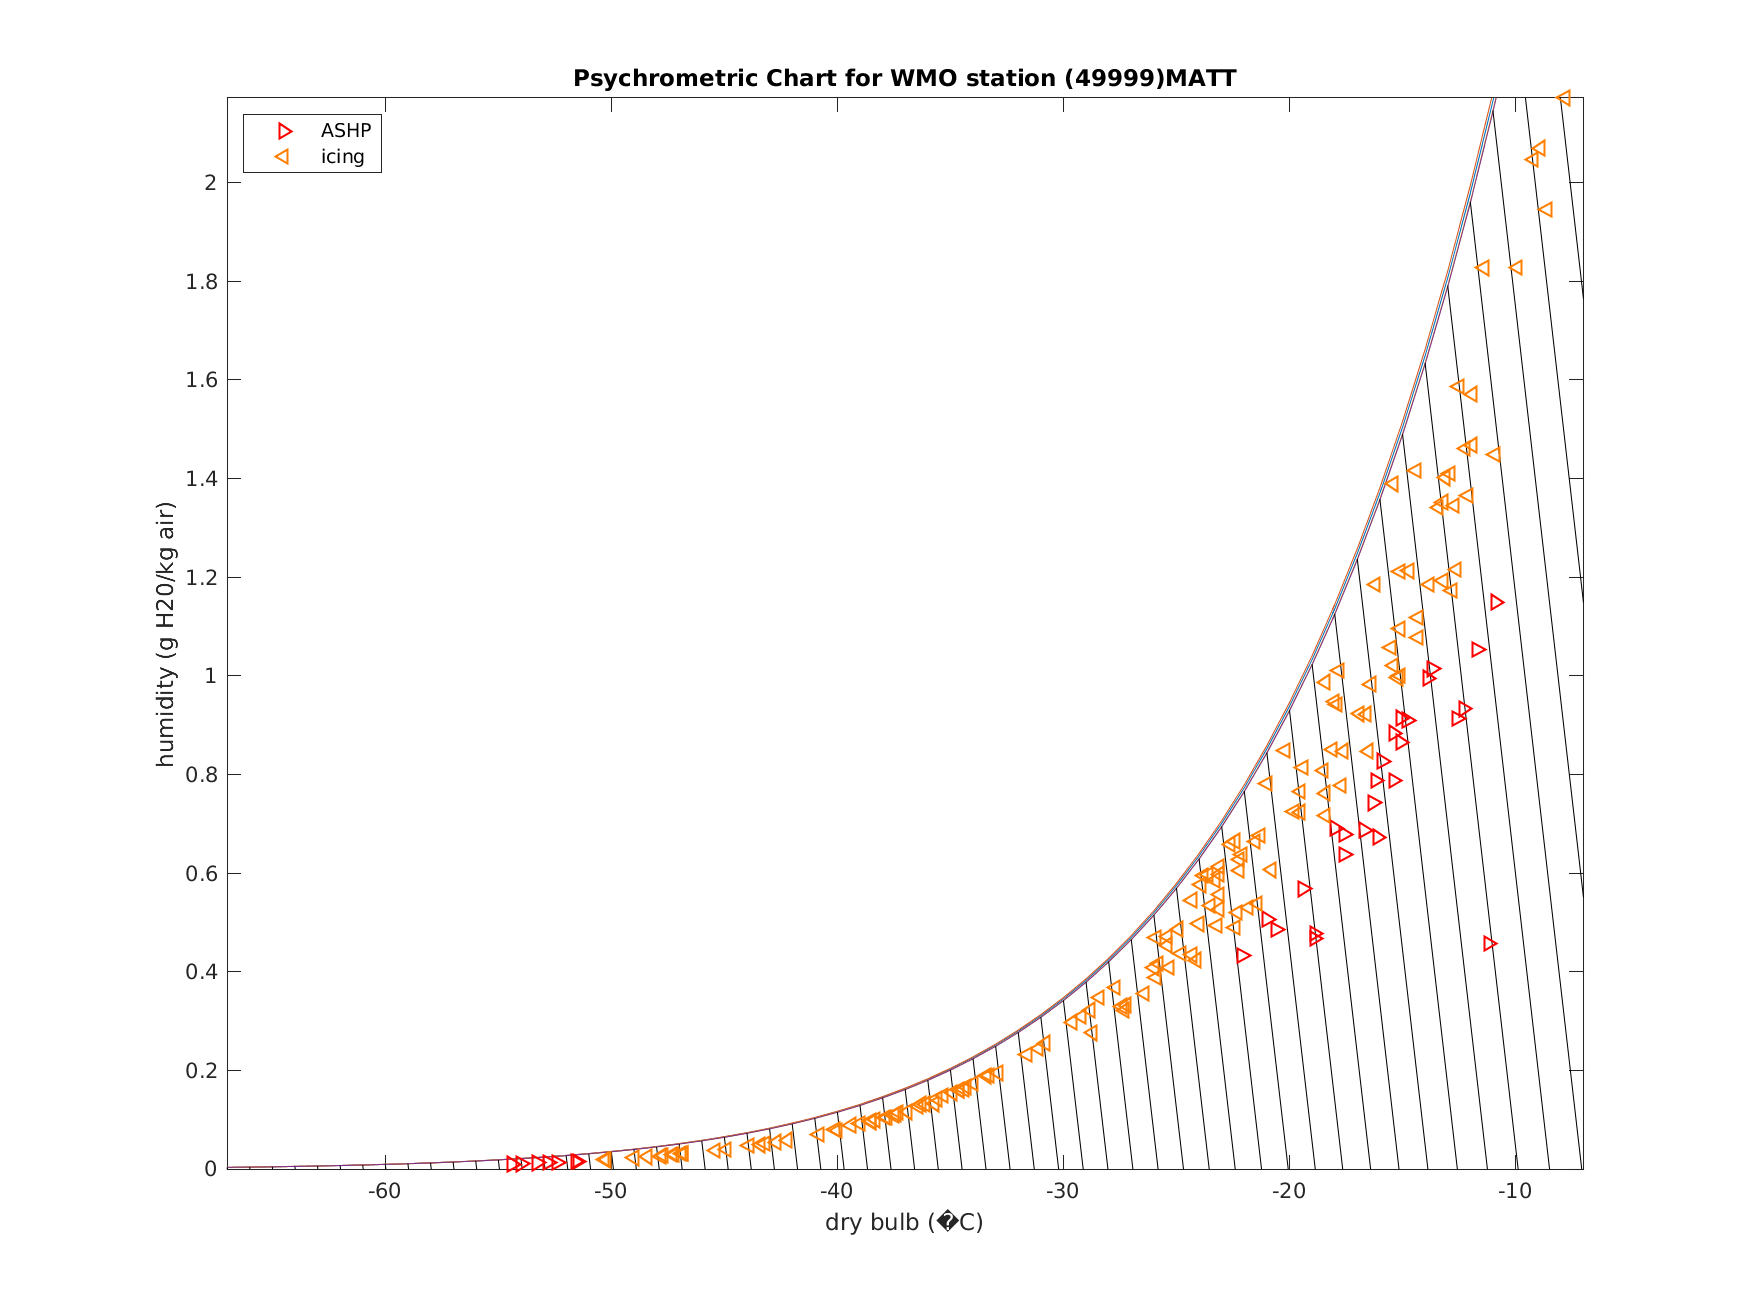 Psychrometric Chart for WMO station (49999)MATT
ASHP
icing
2
1.8
1.6
1.4
1.2
1
0.8
0.6
0.4
0.2
0
humidity (g H20/kg air)
-60 -50 -40 -30 -20 -10
dry bulb (�C)